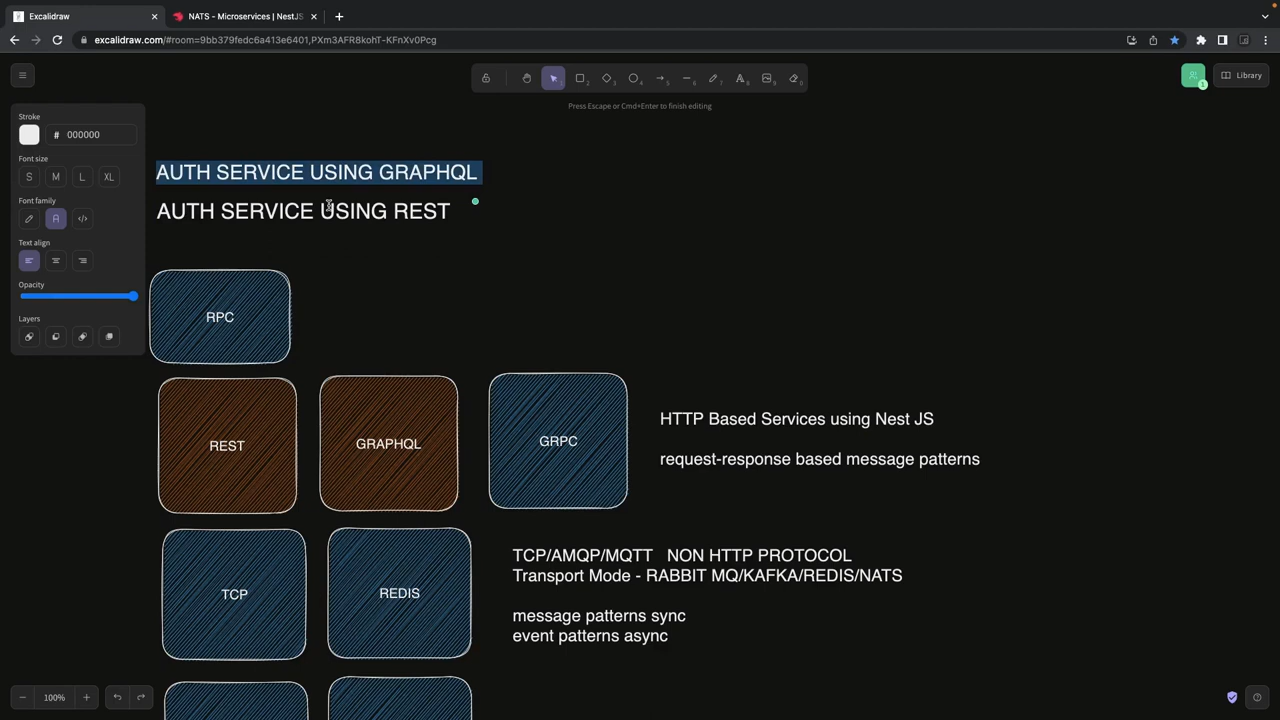 Excalidraw
NATS - Microservices | NestJS
excalidraw.com/#room=9bb379fedc6a413e6401,PXm3AFR8kohT-KFnXv0Pcg
Press Escape or Cmd+Enter to finish editing
Library
Stroke
# 000000
Font size
S M L XL
Font family
Text align
Opacity
Layers
AUTH SERVICE USING GRAPHQL
AUTH SERVICE USING REST
RPC
REST
GRAPHQL
GRPC
HTTP Based Services using Nest JS
request-response based message patterns
TCP
REDIS
TCP/AMQP/MQTT NON HTTP PROTOCOL
Transport Mode - RABBIT MQ/KAFKA/REDIS/NATS
message patterns sync
event patterns async
100%